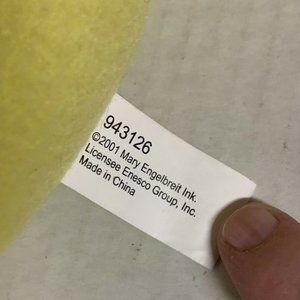 943126
©2001 Mary Engelbreit Ink.
Licensee Enesco Group, Inc.
Made in China